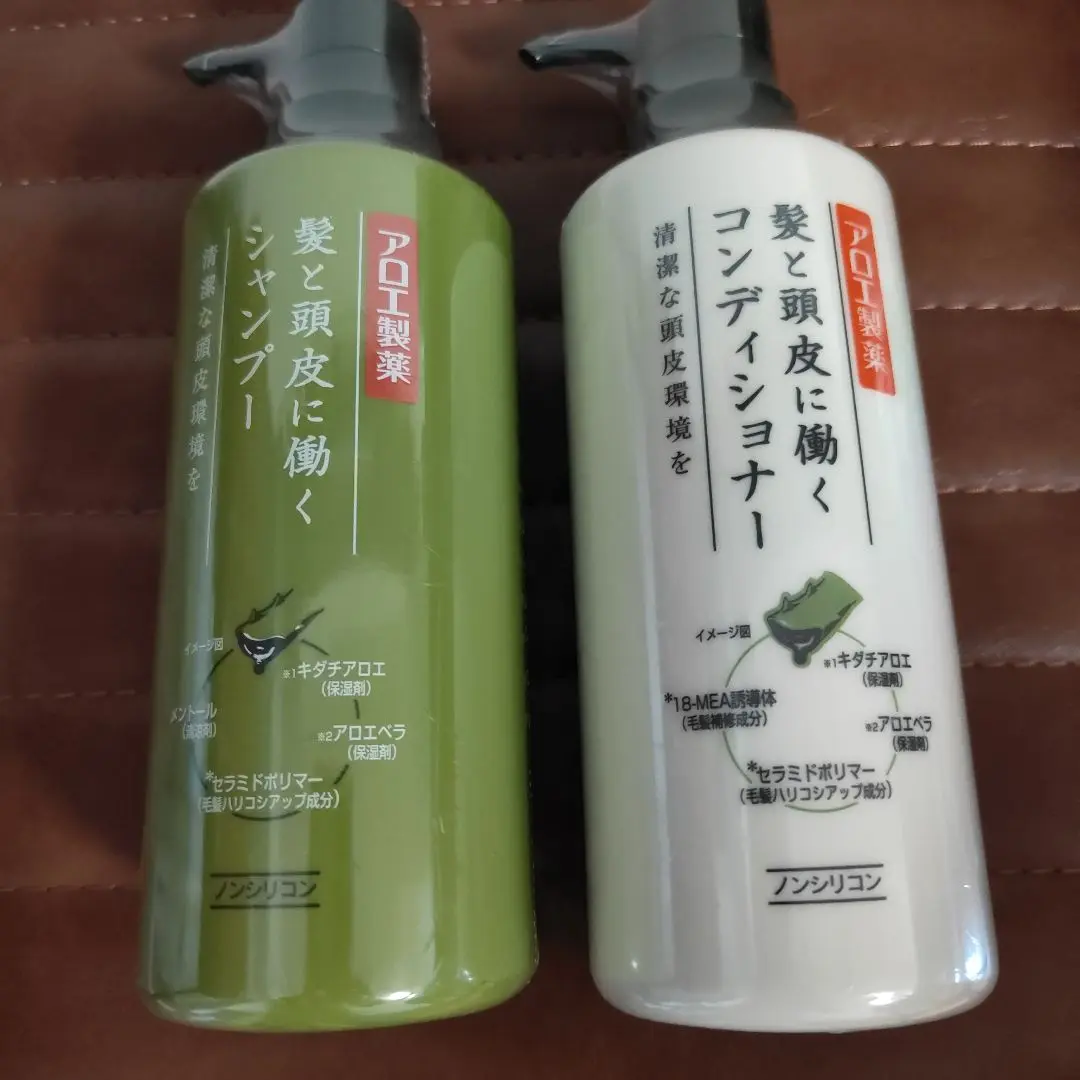 アロエ製薬
髪と頭皮に働く
シャンプー
清潔な頭皮環境を
イメージ図
※1キダチアロエ
(保湿剤)
メントール
(清涼剤)
※2アロエベラ
(保湿剤)
*セラミドポリマー
(毛髪ハリコシアップ成分)
ノンシリコン
アロエ製薬
髪と頭皮に働く
コンディショナー
清潔な頭皮環境を
イメージ図
※1キダチアロエ
(保湿剤)
*18-MEA誘導体
(毛髪補修成分)
※2アロエベラ
(保湿剤)
*セラミドポリマー
(毛髪ハリコシアップ成分)
ノンシリコン